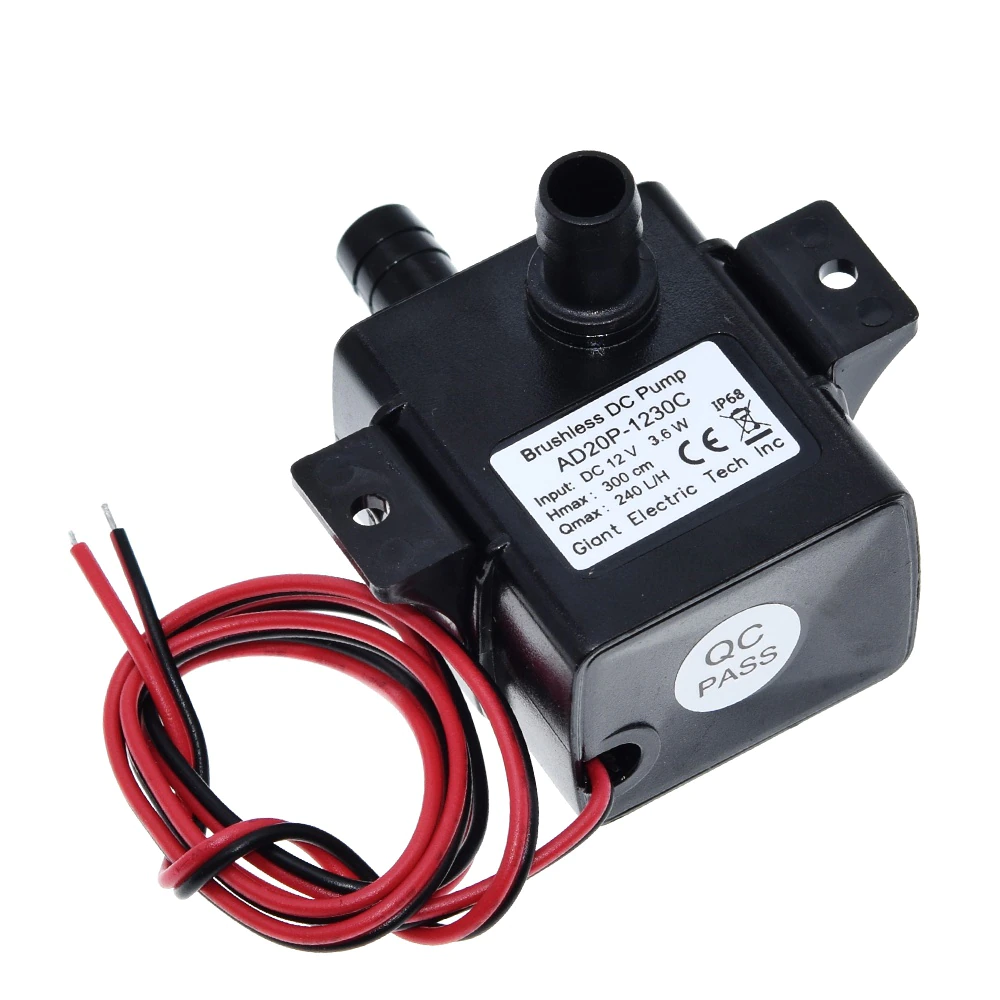 Brushless DC Pump
AD20P-1230C
Input: DC 12 V 3.6 W
Hmax : 300 cm
Qmax : 240 L/H
CE
IP68
Giant Electric Tech Inc
QC
PASS